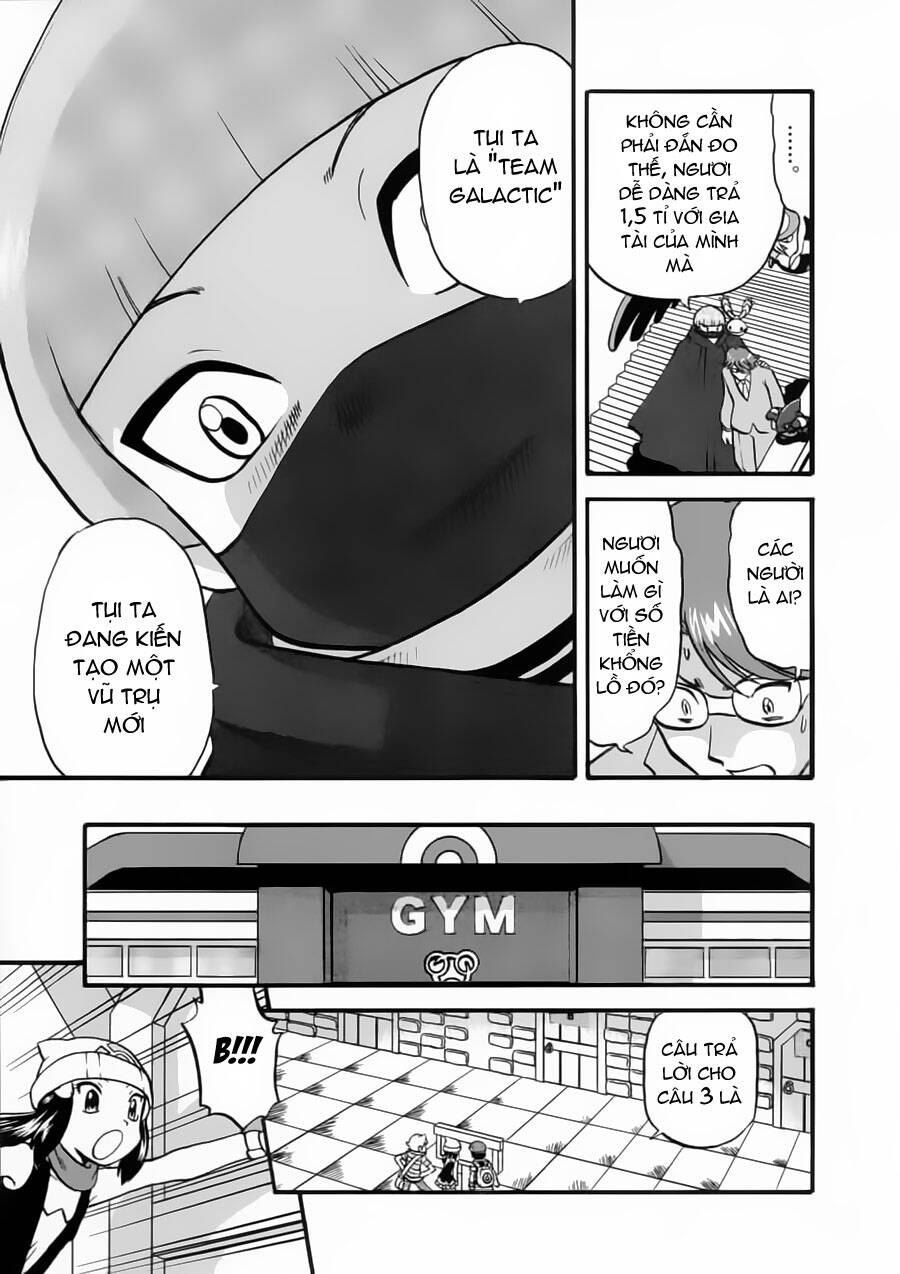 ......
KHÔNG CẦN
PHẢI ĐẮN ĐO
THẾ, NGƯƠI
DỄ DÀNG TRẢ
1,5 TỈ VỚI GIA
TÀI CỦA MÌNH
MÀ
CÁC
NGƯỜI
LÀ AI?
NGƯƠI
MUỐN
LÀM GÌ
VỚI SỐ
TIỀN
KHỔNG
LỒ ĐÓ?
TỤI TA
LÀ "TEAM
GALACTIC"
TỤI TA
ĐANG KIẾN
TẠO MỘT
VŨ TRỤ
MỚI
GYM
CÂU TRẢ
LỜI CHO
CÂU 3 LÀ
B!!!